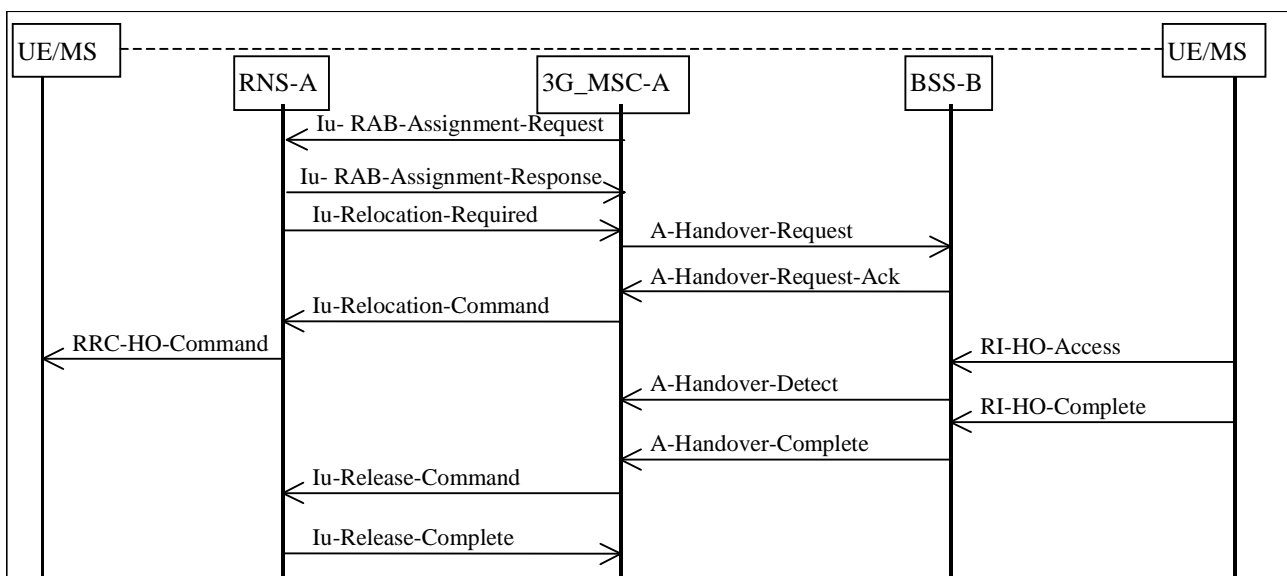 UE/MS
UE/MS
RNS-A
3G_MSC-A
BSS-B
Iu- RAB-Assignment-Request
Iu- RAB-Assignment-Response
Iu-Relocation-Required
A-Handover-Request
A-Handover-Request-Ack
Iu-Relocation-Command
RRC-HO-Command
RI-HO-Access
A-Handover-Detect
RI-HO-Complete
A-Handover-Complete
Iu-Release-Command
Iu-Release-Complete